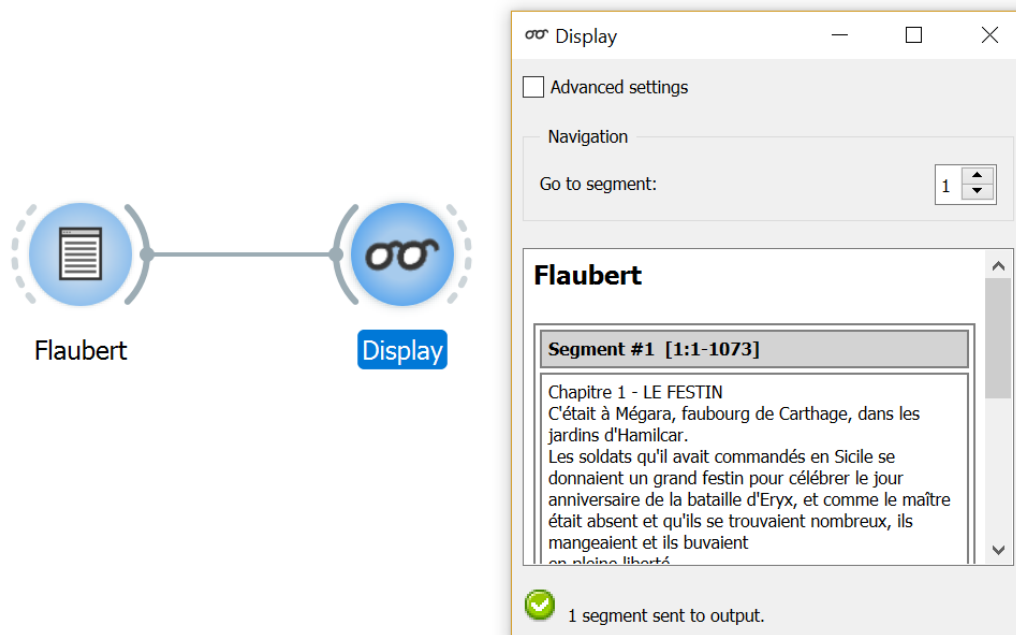 Display
Advanced settings
Navigation
Go to segment:
1
Flaubert
Segment #1 [1:1-1073]
Chapitre 1 - LE FESTIN
C'était à Mégara, faubourg de Carthage, dans les
jardins d'Hamilcar.
Les soldats qu'il avait commandés en Sicile se
donnaient un grand festin pour célébrer le jour
anniversaire de la bataille d'Eryx, et comme le maître
était absent et qu'ils se trouvaient nombreux, ils
mangeaient et ils buvaient
en pleine liberté.
1 segment sent to output.
Flaubert
Display